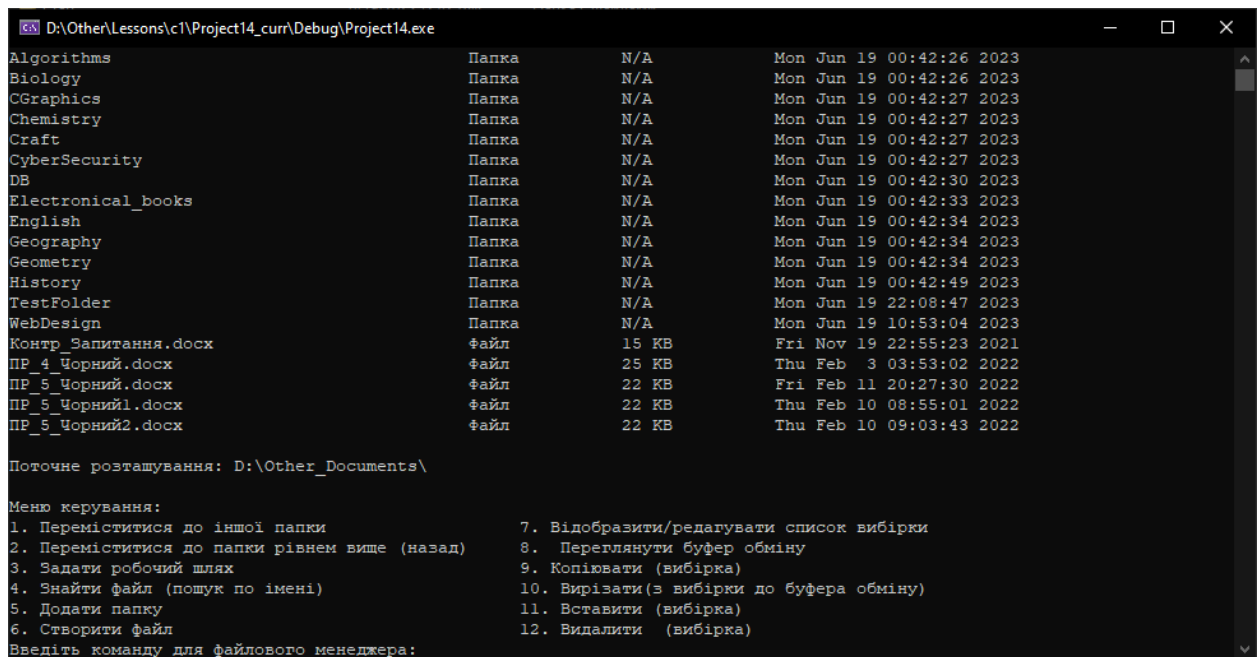 D:\Other\Lessons\c1\Project14_curr\Debug\Project14.exe
Algorithms Папка N/A Mon Jun 19 00:42:26 2023
Biology Папка N/A Mon Jun 19 00:42:26 2023
CGraphics Папка N/A Mon Jun 19 00:42:27 2023
Chemistry Папка N/A Mon Jun 19 00:42:27 2023
Craft Папка N/A Mon Jun 19 00:42:27 2023
CyberSecurity Папка N/A Mon Jun 19 00:42:27 2023
DB Папка N/A Mon Jun 19 00:42:30 2023
Electronical_books Папка N/A Mon Jun 19 00:42:33 2023
English Папка N/A Mon Jun 19 00:42:34 2023
Geography Папка N/A Mon Jun 19 00:42:34 2023
Geometry Папка N/A Mon Jun 19 00:42:34 2023
History Папка N/A Mon Jun 19 00:42:49 2023
TestFolder Папка N/A Mon Jun 19 22:08:47 2023
WebDesign Папка N/A Mon Jun 19 10:53:04 2023
Контр_Запитання.docx Файл 15 KB Fri Nov 19 22:55:23 2021
ПР_4_Чорний.docx Файл 25 KB Thu Feb 3 03:53:02 2022
ПР_5_Чорний.docx Файл 22 KB Fri Feb 11 20:27:30 2022
ПР_5_Чорний1.docx Файл 22 KB Thu Feb 10 08:55:01 2022
ПР_5_Чорний2.docx Файл 22 KB Thu Feb 10 09:03:43 2022
Поточне розташування: D:\Other_Documents\
Меню керування:
1. Переміститися до іншої папки 7. Відобразити/редагувати список вибірки
2. Переміститися до папки рівнем вище (назад) 8. Переглянути буфер обміну
3. Задати робочий шлях 9. Копіювати (вибірка)
4. Знайти файл (пошук по імені) 10. Вирізати(з вибірки до буфера обміну)
5. Додати папку 11. Вставити (вибірка)
6. Створити файл 12. Видалити (вибірка)
Введіть команду для файлового менеджера: